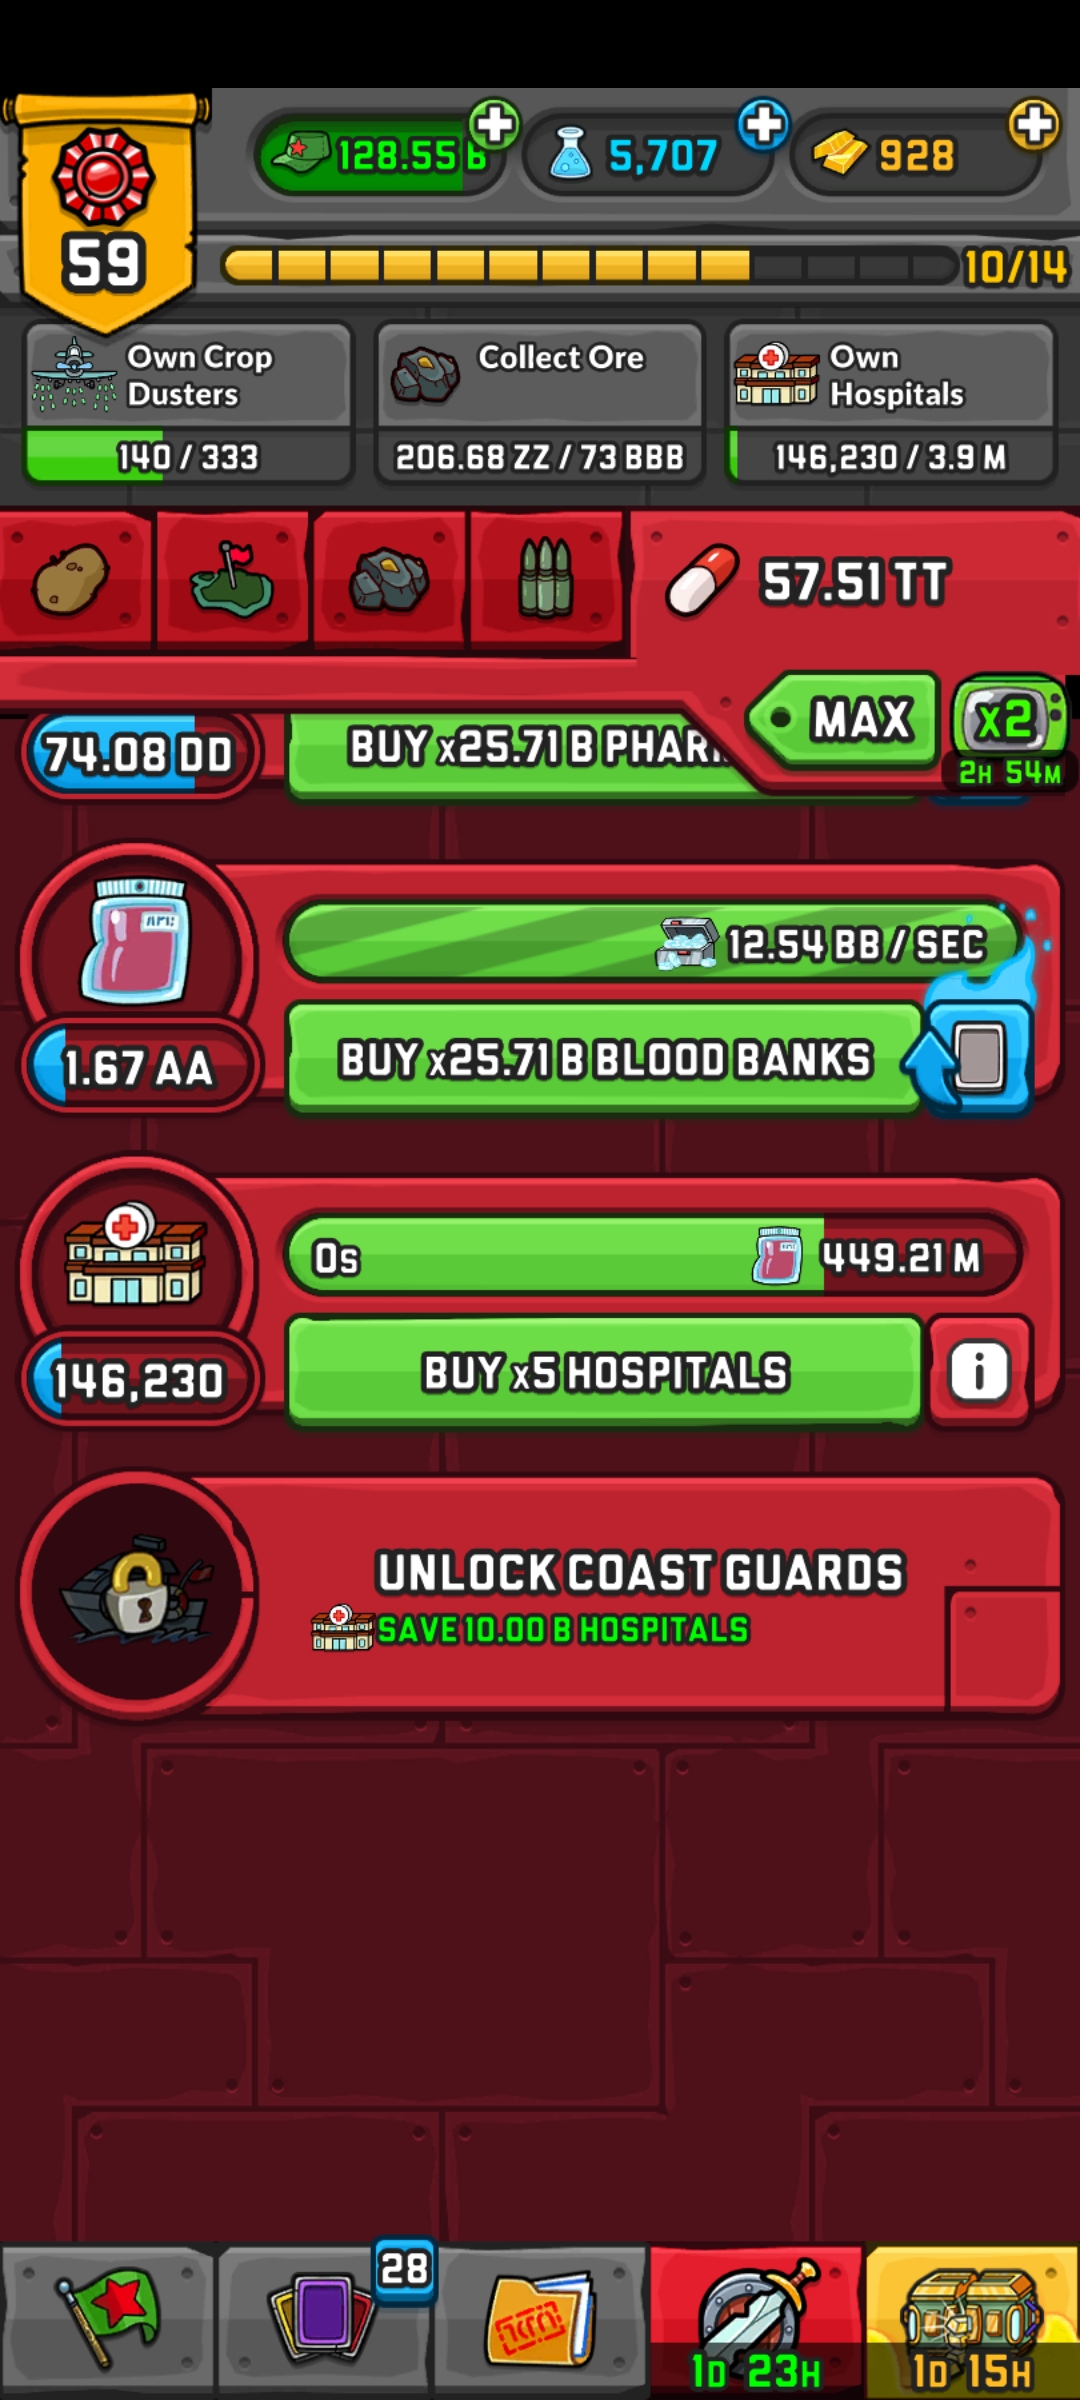 128.55 B
5,707
928
59
10/14
Own Crop
Dusters
140 / 333
Collect Ore
206.68 ZZ / 73 BBB
Own
Hospitals
146,230 / 3.9 M
57.51 TT
MAX
x2
2H 54M
74.08 DD
BUY x25.71 B
12.54 BB / SEC
1.67 AA
BUY x25.71 B BLOOD BANKS
0s
449.21 M
146,230
BUY x5 HOSPITALS
i
UNLOCK COAST GUARDS
SAVE 10.00 B HOSPITALS
28
1D 23H
1D 15H